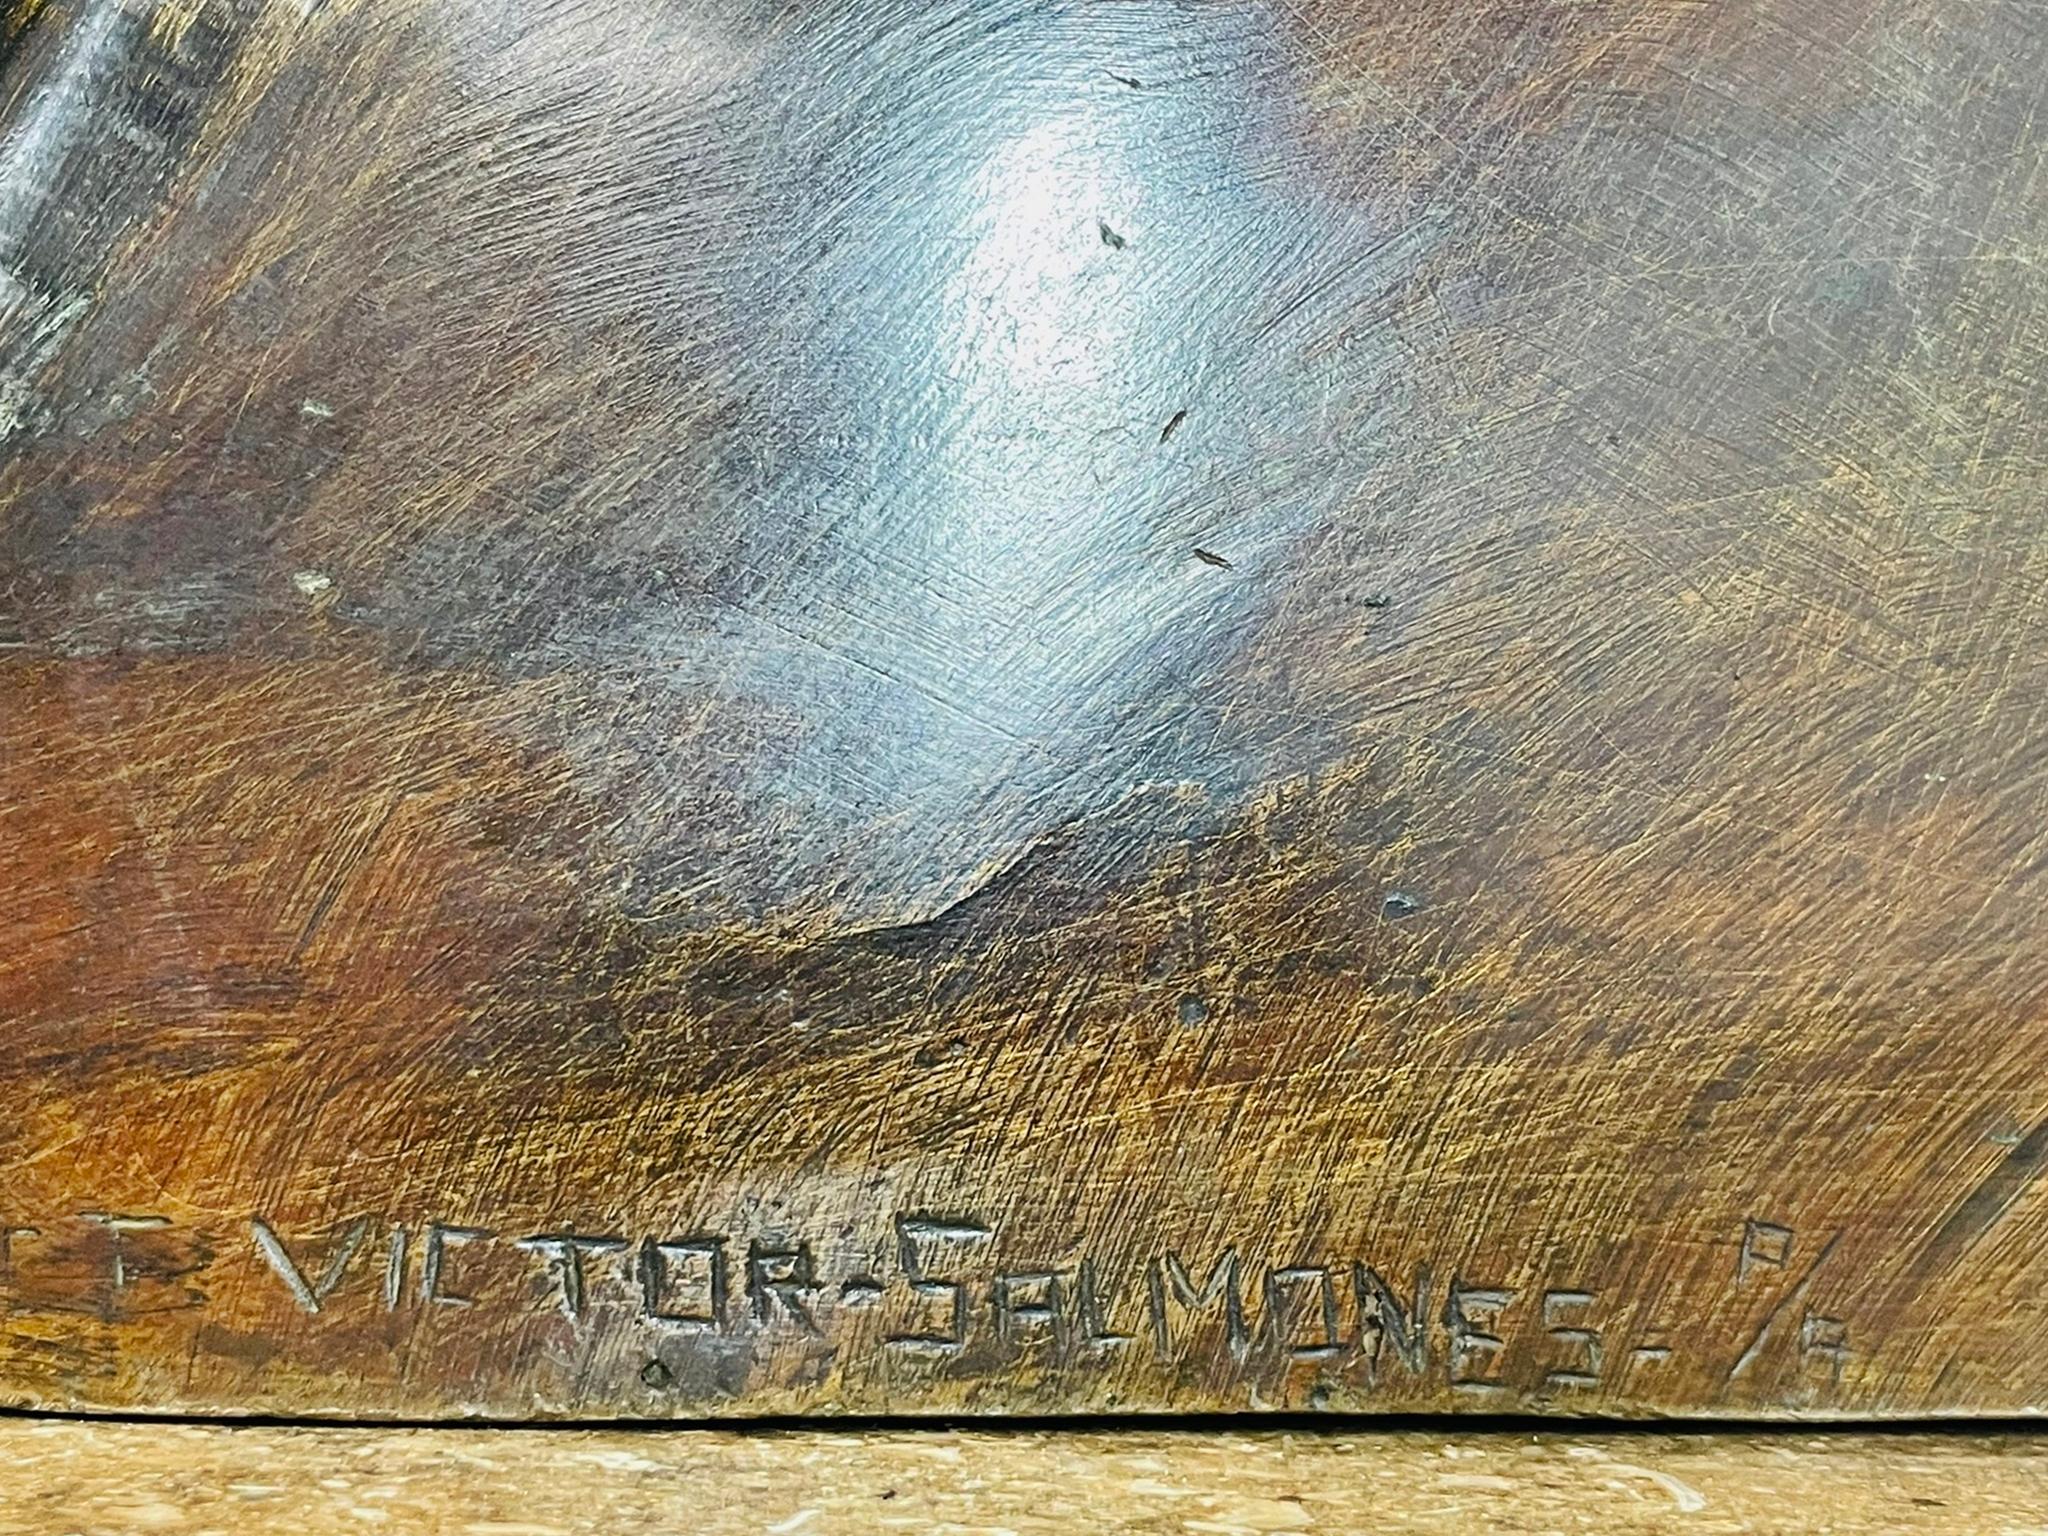 T VICTOR-SALMONES- P/A